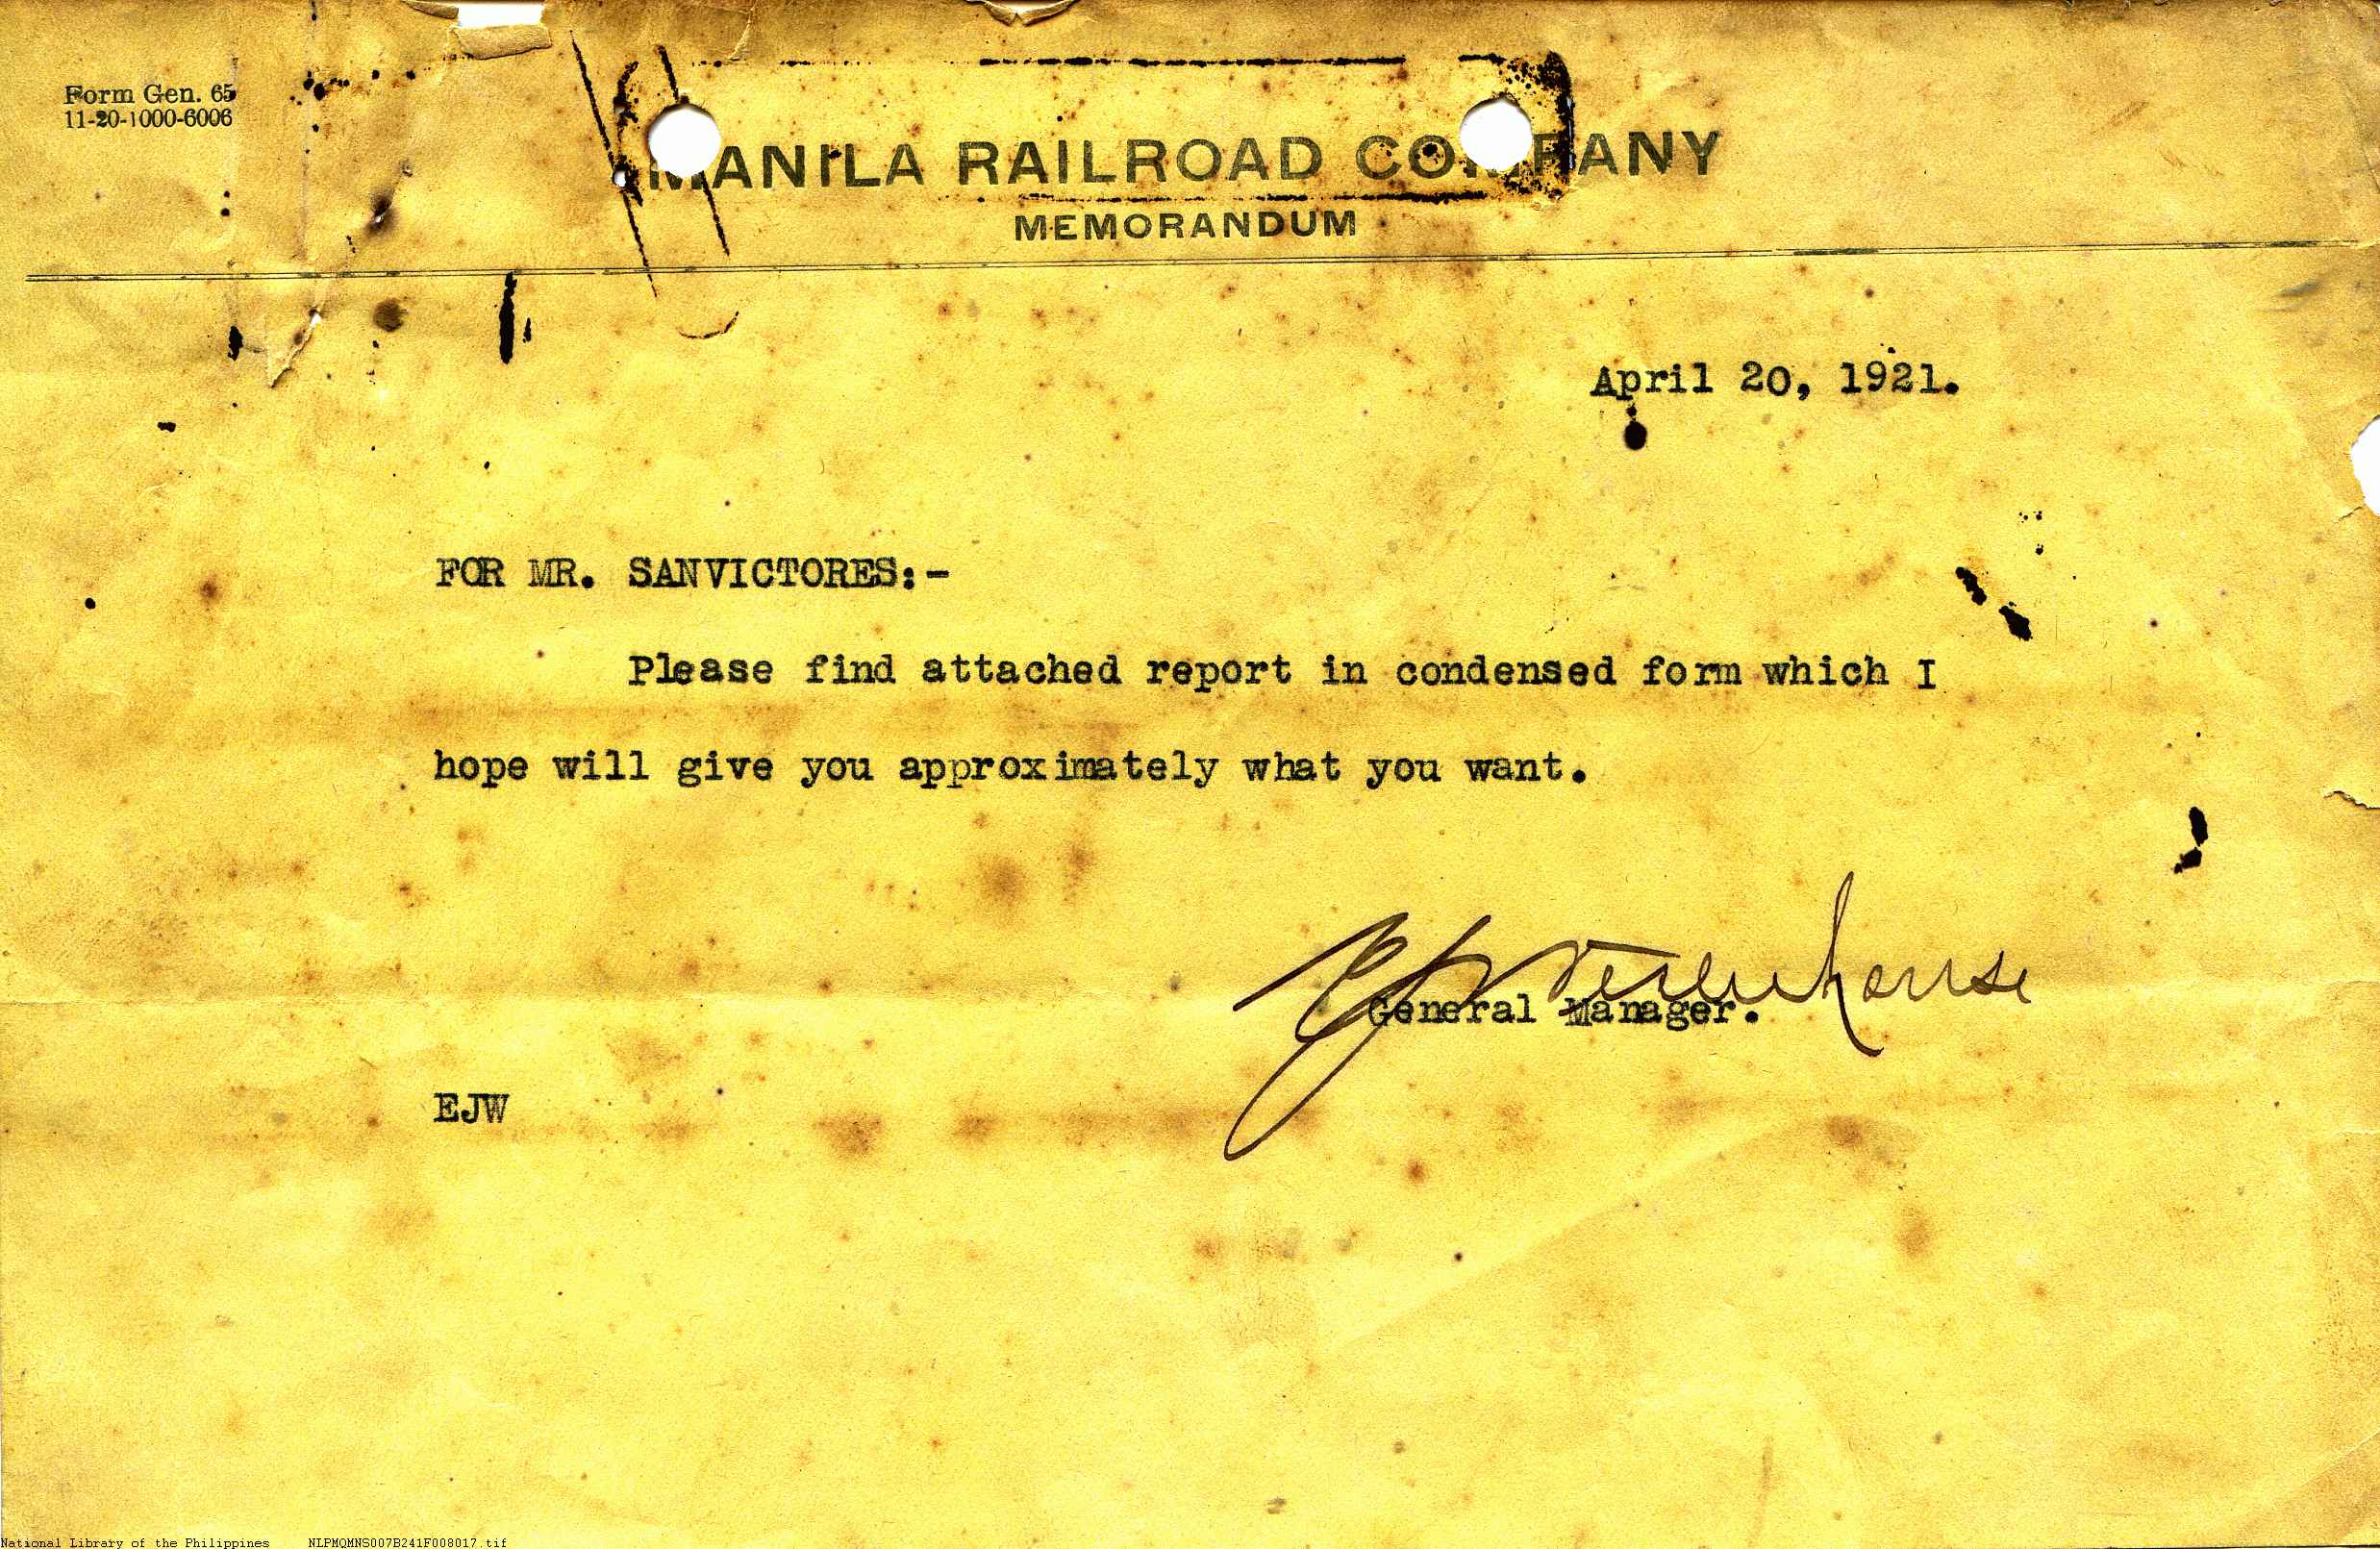 Form Gen. 65
11-20-1000-6006
MANILA RAILROAD COMPANY
MEMORANDUM
April 20, 1921.
FOR MR. SANVICTORES:-
Please find attached report in condensed form which I
hope will give you approximately what you want.
General Manager.
EJW
National Library of the Philippines NLPMQMNS007B241F008017.tif